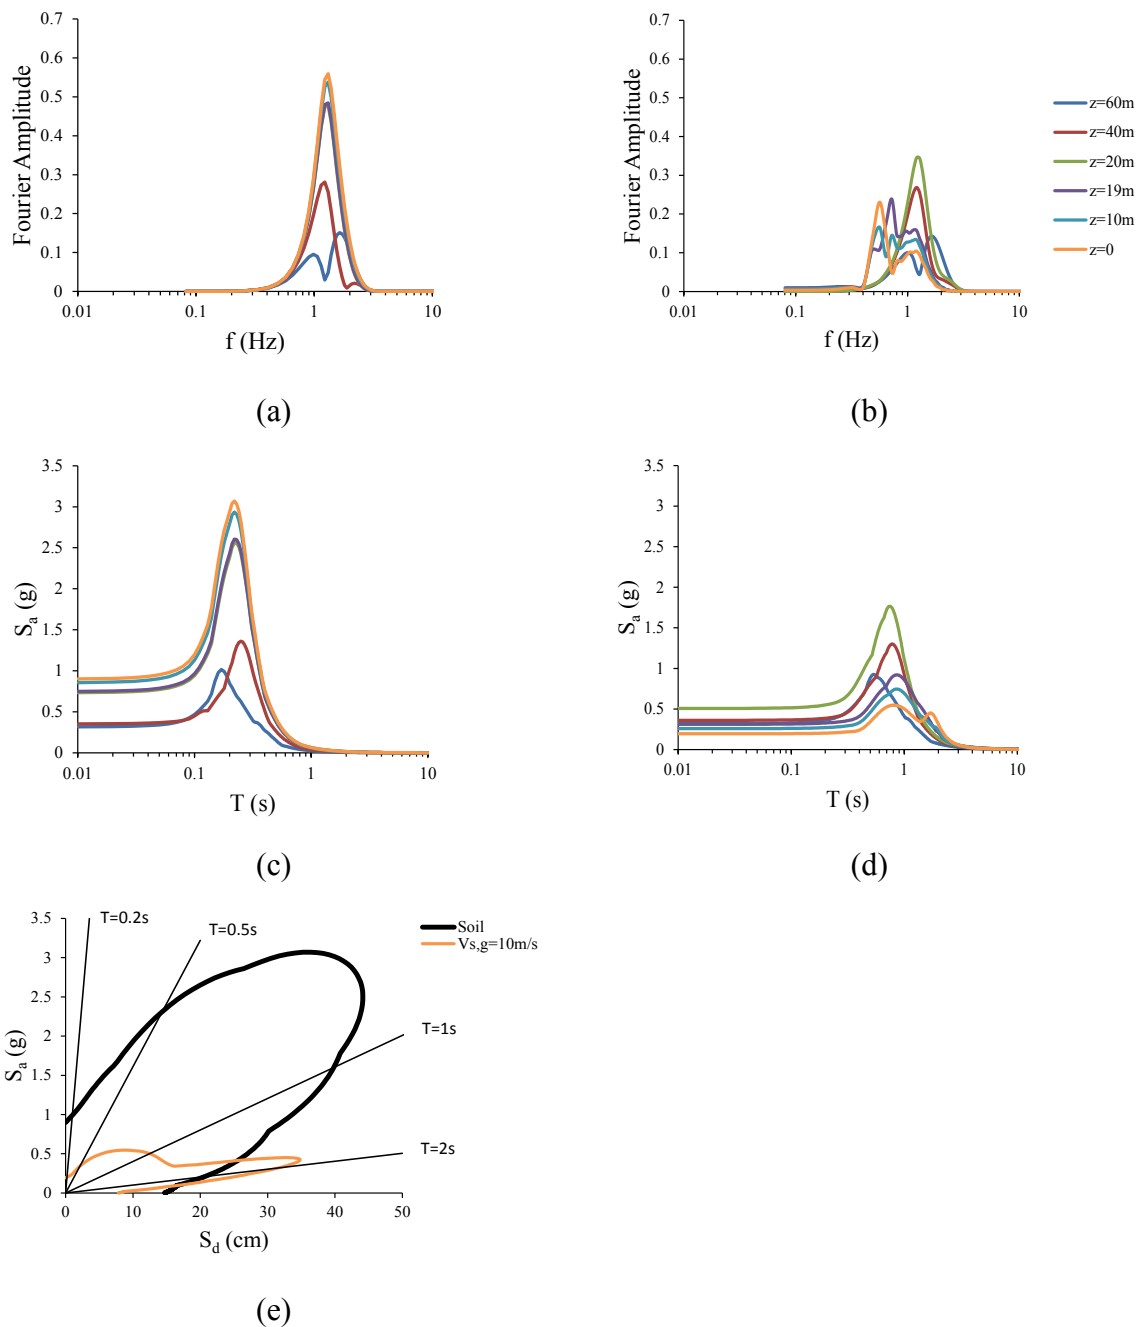 0.7
0.6
0.5
0.4
0.3
0.2
0.1
0
0.01
0.1
1
10
Fourier Amplitude
f (Hz)
(a)
0.7
0.6
0.5
0.4
0.3
0.2
0.1
0
0.01
0.1
1
10
Fourier Amplitude
f (Hz)
z=60m
z=40m
z=20m
z=19m
z=10m
z=0
(b)
3.5
3
2.5
2
1.5
1
0.5
0
0.01
0.1
1
10
Sa (g)
T (s)
(c)
3.5
3
2.5
2
1.5
1
0.5
0
0.01
0.1
1
10
Sa (g)
T (s)
(d)
3.5
3
2.5
2
1.5
1
0.5
0
0
10
20
30
40
50
Sa (g)
Sd (cm)
T=0.2s
T=0.5s
T=1s
T=2s
Soil
Vs,g=10m/s
(e)